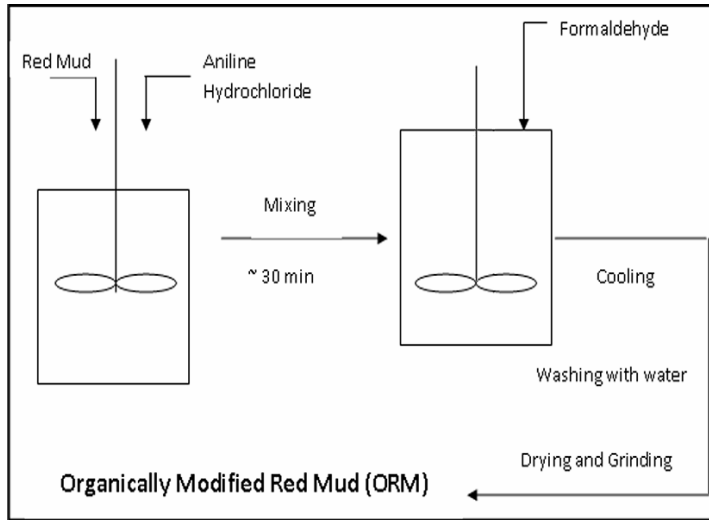 Red Mud
Aniline
Hydrochloride
Formaldehyde
Mixing
~ 30 min
Cooling
Washing with water
Drying and Grinding
Organically Modified Red Mud (ORM)